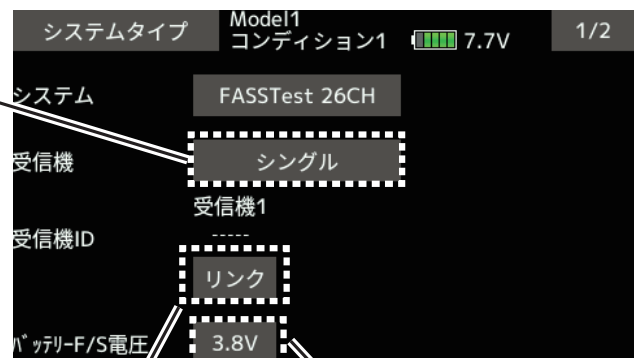 システムタイプ
Model1
コンディション1
7.7V
1/2
システム
FASSTest 26CH
受信機
シングル
受信機1
受信機ID
-----
リンク
バッテリーF/S電圧
3.8V